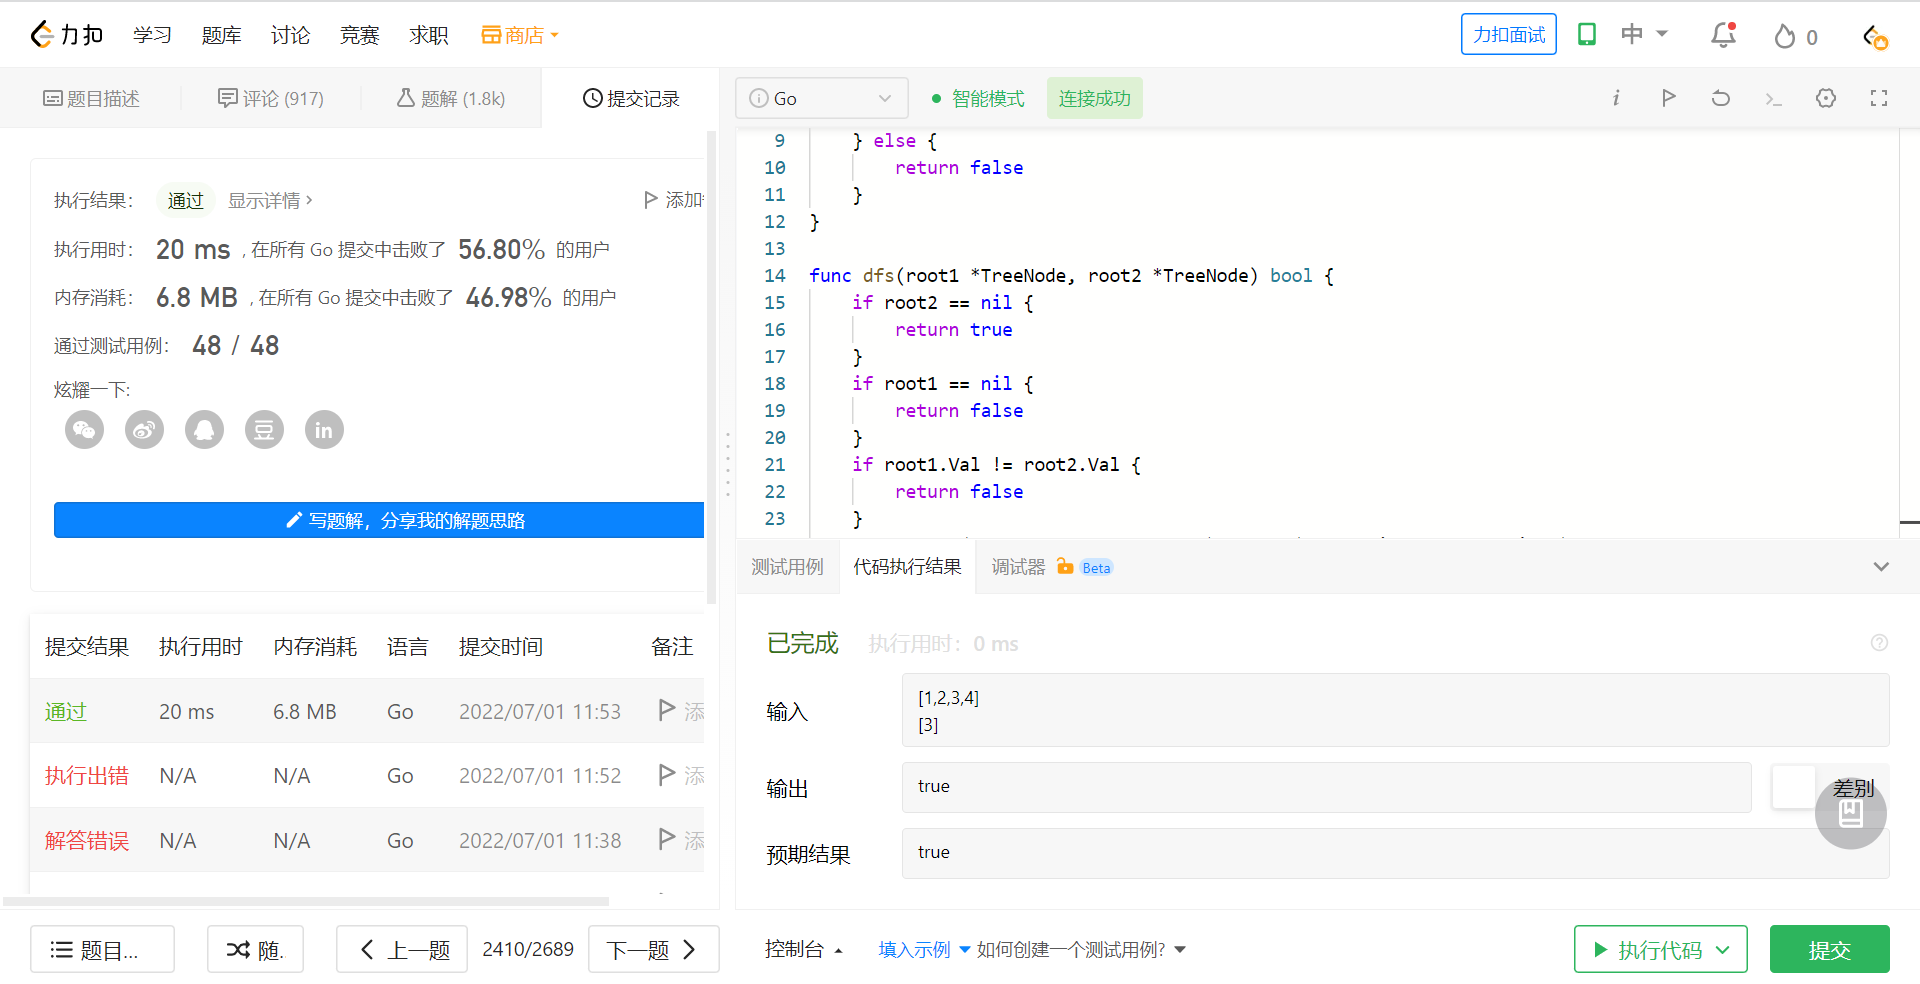 力扣 学习 题库 讨论 竞赛 求职 商店 力扣面试 中 0
题目描述 评论 (917) 题解 (1.8k) 提交记录
执行结果： 通过 显示详情 › 添加
执行用时： 20 ms , 在所有 Go 提交中击败了 56.80% 的用户
内存消耗： 6.8 MB , 在所有 Go 提交中击败了 46.98% 的用户
通过测试用例： 48 / 48
炫耀一下:
豆 in
写题解，分享我的解题思路
提交结果 执行用时 内存消耗 语言 提交时间 备注
通过 20 ms 6.8 MB Go 2022/07/01 11:53 添
执行出错 N/A N/A Go 2022/07/01 11:52 添
解答错误 N/A N/A Go 2022/07/01 11:38 添
题目... 随. 上一题 2410/2689 下一题
Go 智能模式 连接成功
9 } else {
10 return false
11 }
12 }
13
14 func dfs(root1 *TreeNode, root2 *TreeNode) bool {
15 if root2 == nil {
16 return true
17 }
18 if root1 == nil {
19 return false
20 }
21 if root1.Val != root2.Val {
22 return false
23 }
测试用例 代码执行结果 调试器 Beta
已完成 执行用时：0 ms
输入
[1,2,3,4]
[3]
输出 true 差别
预期结果 true
控制台 填入示例 如何创建一个测试用例? 执行代码 提交